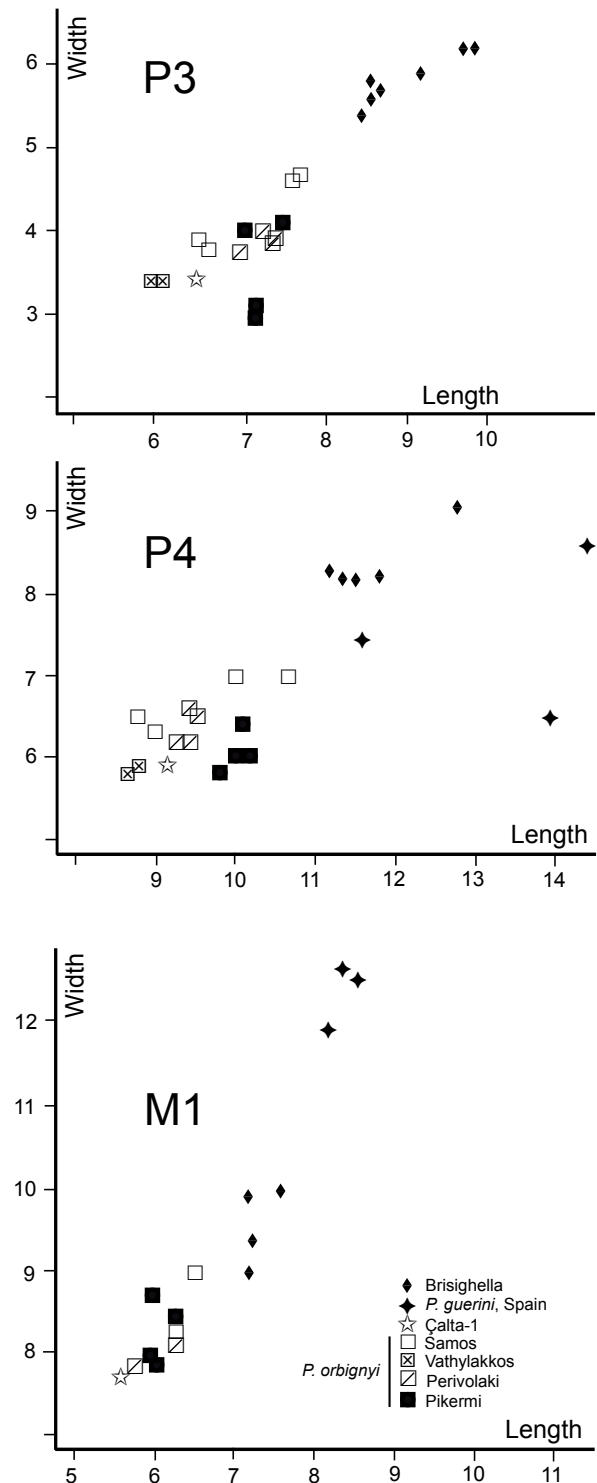 Width
P3
6
5
4
3
Length
6 7 8 9 10
Width
P4
9
8
7
6
Length
9 10 11 12 13 14
Width
M1
12
11
10
9
8
Brisighella
P. guerini, Spain
Çalta-1
Samos
Vathylakkos
P. orbignyi
Perivolaki
Pikermi
Length
5 6 7 8 9 10 11